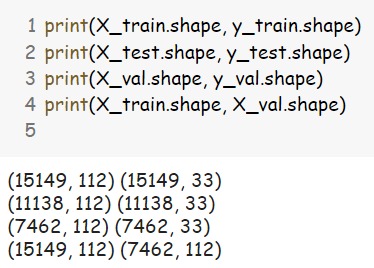 1 print(X_train.shape, y_train.shape)
2 print(X_test.shape, y_test.shape)
3 print(X_val.shape, y_val.shape)
4 print(X_train.shape, X_val.shape)
5
(15149, 112) (15149, 33)
(11138, 112) (11138, 33)
(7462, 112) (7462, 33)
(15149, 112) (7462, 112)